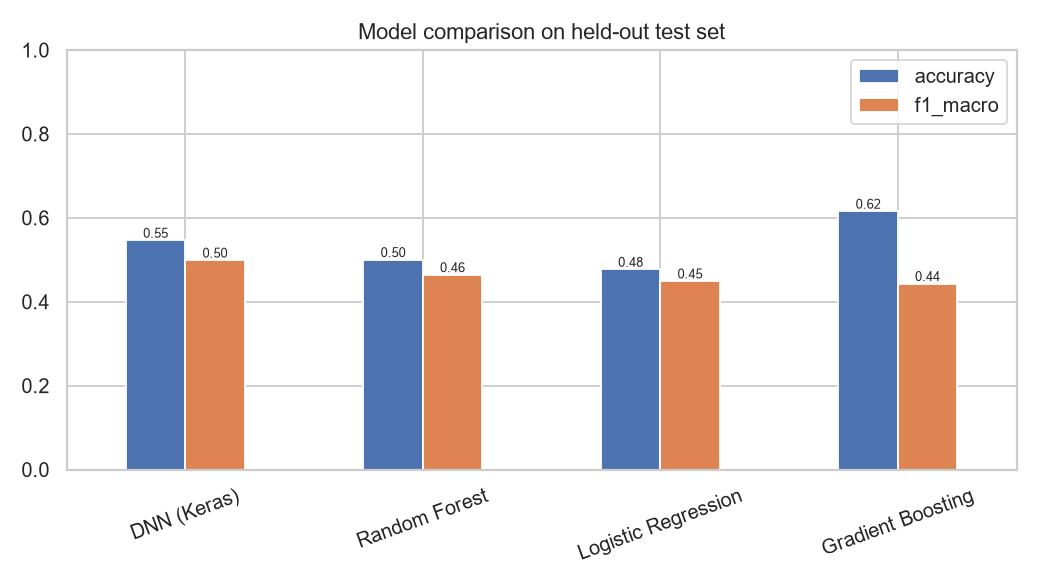 Model comparison on held-out test set
1.0
0.8
0.6
0.4
0.2
0.0
accuracy
f1_macro
0.55
0.50
0.50
0.46
0.48
0.45
0.62
0.44
DNN (Keras)
Random Forest
Logistic Regression
Gradient Boosting